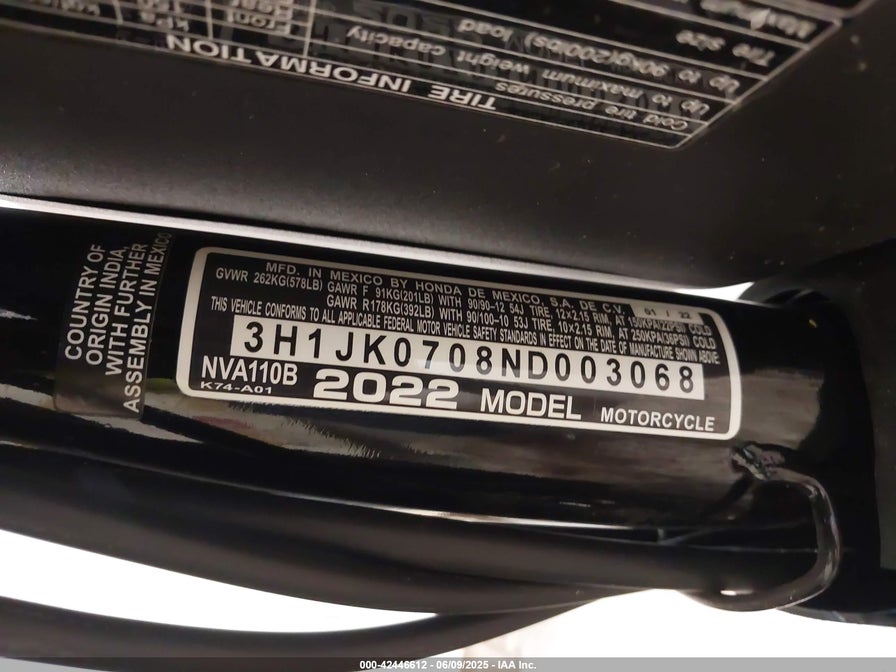 TIRE INFORMATION
Cold tire pressures
Up to maximum weight capacity
Up to 90kg(200lbs) load
Tire size
kPa
COUNTRY OF
ORIGIN INDIA,
WITH FURTHER
ASSEMBLY IN MEXICO
MFD. IN MEXICO BY HONDA DE MEXICO, S.A. DE C.V. 01 / 22
GVWR 262KG(578LB) GAWR F 91KG(201LB) WITH 90/90-12 54J TIRE, 12×2.15 RIM, AT 150KPA/22PSI COLD
GAWR R178KG(392LB) WITH 90/100-10 53J TIRE, 10×2.15 RIM, AT 250KPA/36PSI COLD
THIS VEHICLE CONFORMS TO ALL APPLICABLE FEDERAL MOTOR VEHICLE SAFETY STANDARDS IN EFFECT ON THE DATE OF MANUFACTURE SHOWN ABOVE
3H1JK0708ND003068
NVA110B 2022 MODEL MOTORCYCLE
K74-A01
000-42446612 - 06/09/2025 - IAA Inc.